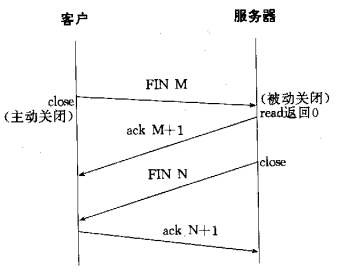 客户
服务器
FIN M
close
(主动关闭)
(被动关闭)
read返回0
ack M+1
close
FIN N
ack N+1